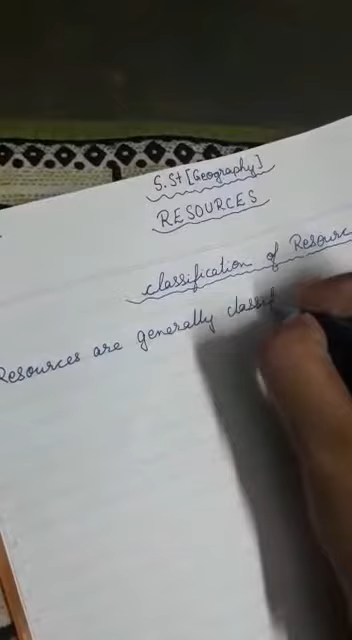 S.St [Geography]
RESOURCES
classification of Resourc
Resources are generally classif